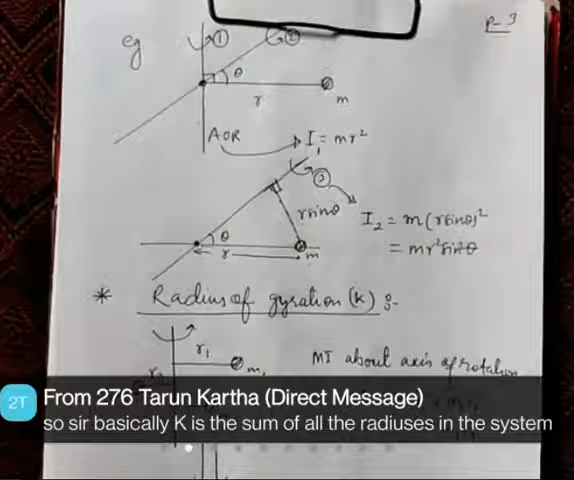 P-3
eg
1
2
θ
r
m
AOR
I₁ = mr²
2
r sinθ
I₂ = m(r sinθ)²
= mr² sin²θ
θ
r
m
* Radius of gyration (K) :-
r₁
m₁
MI about axis of rotation
r₂
2T
From 276 Tarun Kartha (Direct Message)
so sir basically K is the sum of all the radiuses in the system